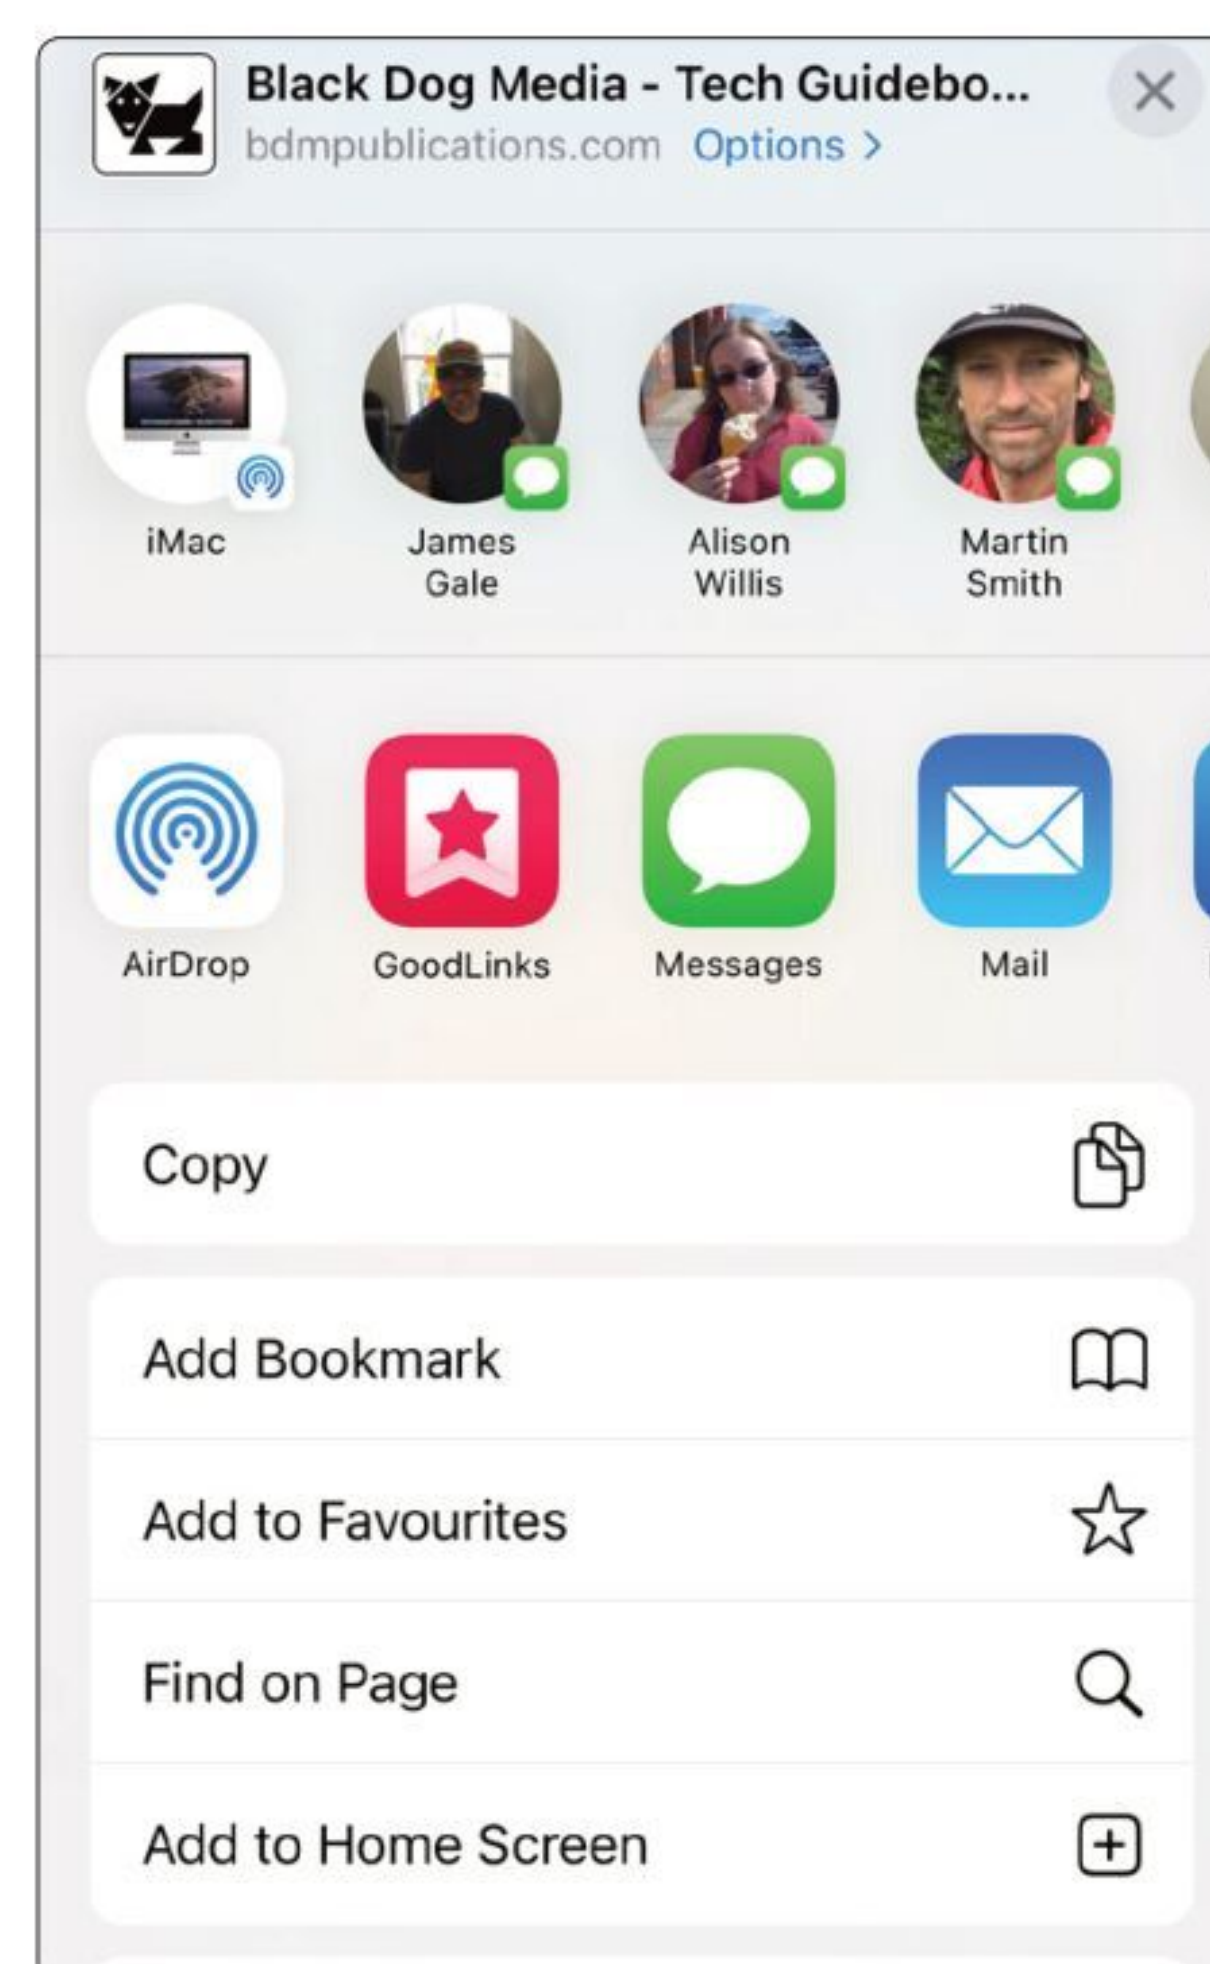 Black Dog Media - Tech Guidebo...
bdmpublications.com Options >
iMac
James
Gale
Alison
Willis
Martin
Smith
AirDrop
GoodLinks
Messages
Mail
Copy
Add Bookmark
Add to Favourites
Find on Page
Add to Home Screen